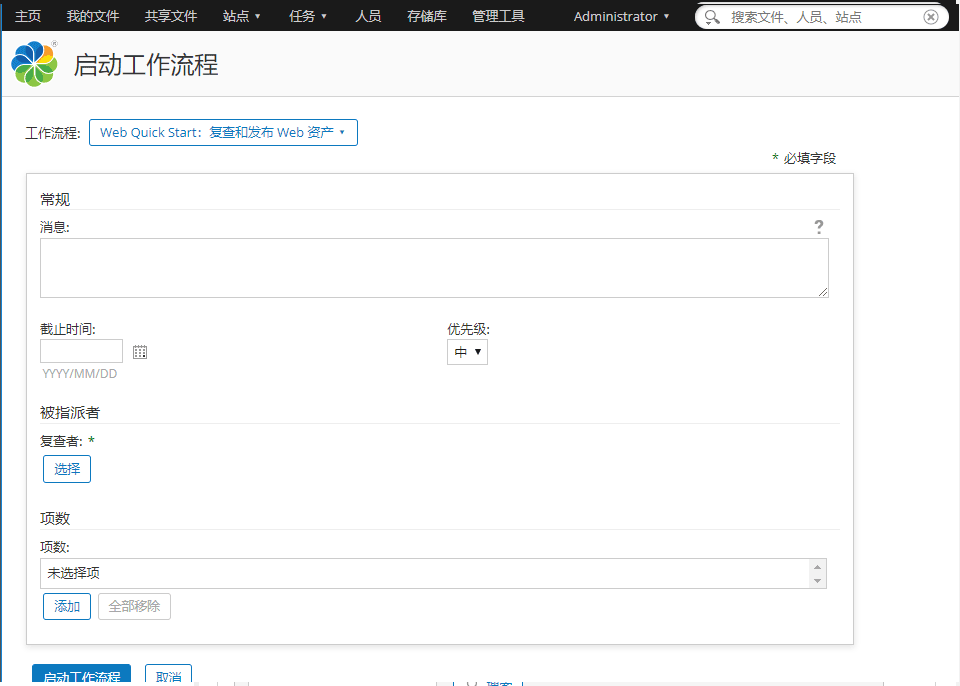 主页 我的文件 共享文件 站点 任务 人员 存储库 管理工具 Administrator 搜索文件、人员、站点
启动工作流程
工作流程: Web Quick Start：复查和发布 Web 资产
* 必填字段
常规
消息:
?
截止时间: 优先级:
中
YYYY/MM/DD
被指派者
复查者: *
选择
项数
项数:
未选择项
添加 全部移除
启动工作流程 取消